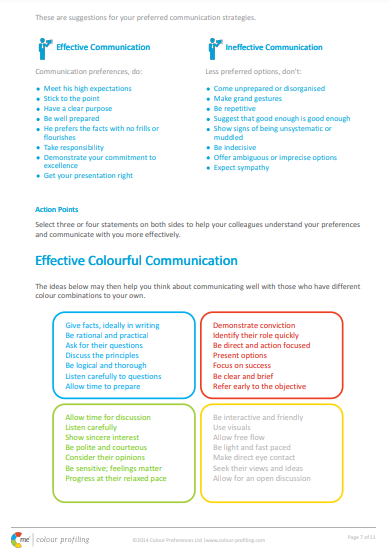 These are suggestions for your preferred communication strategies.
Effective Communication
Communication preferences, do:
• Meet his high expectations
• Stick to the point
• Have a clear purpose
• Be well prepared
• He prefers the facts with no frills or
flourishes
• Take responsibility
• Demonstrate your commitment to
excellence
• Get your presentation right
Ineffective Communication
Less preferred options, don't:
• Come unprepared or disorganised
• Make grand gestures
• Be repetitive
• Suggest that good enough is good enough
• Show signs of being unsystematic or
muddled
• Be indecisive
• Offer ambiguous or imprecise options
• Expect sympathy
Action Points
Select three or four statements on both sides to help your colleagues understand your preferences
and communicate with you more effectively.
Effective Colourful Communication
The ideas below may then help you think about communicating well with those who have different
colour combinations to your own.
Give facts, ideally in writing
Be rational and practical
Ask for their questions
Discuss the principles
Be logical and thorough
Listen carefully to questions
Allow time to prepare
Demonstrate conviction
Identify their role quickly
Be direct and action focused
Present options
Focus on success
Be clear and brief
Refer early to the objective
Allow time for discussion
Listen carefully
Show sincere interest
Be polite and courteous
Consider their opinions
Be sensitive; feelings matter
Progress at their relaxed pace
Be interactive and friendly
Use visuals
Allow free flow
Be light and fast paced
Make direct eye contact
Seek their views and ideas
Allow for an open discussion
me colour profiling
©2014 Colour Preferences Ltd |www.colour-profiling.com
Page 7 of 11